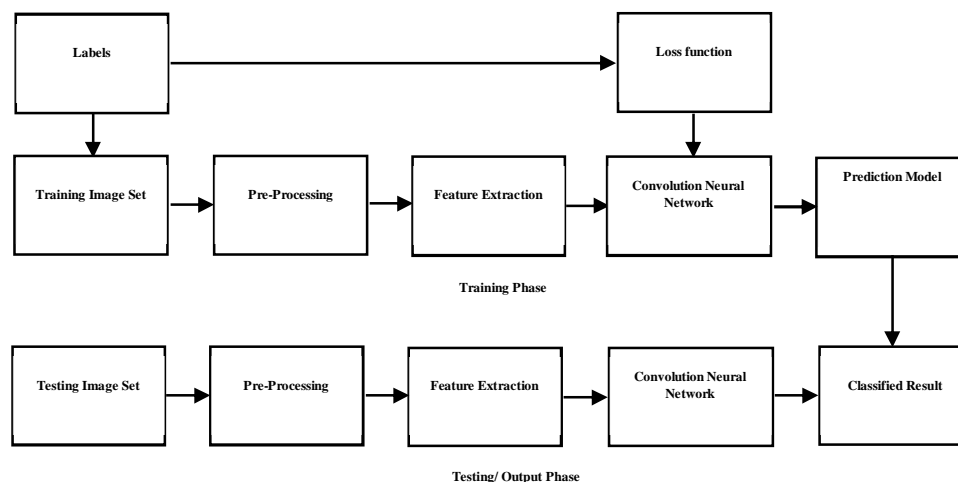 Labels
Loss function
Training Image Set
Pre-Processing
Feature Extraction
Convolution Neural
Network
Prediction Model
Training Phase
Testing Image Set
Pre-Processing
Feature Extraction
Convolution Neural
Network
Classified Result
Testing/ Output Phase